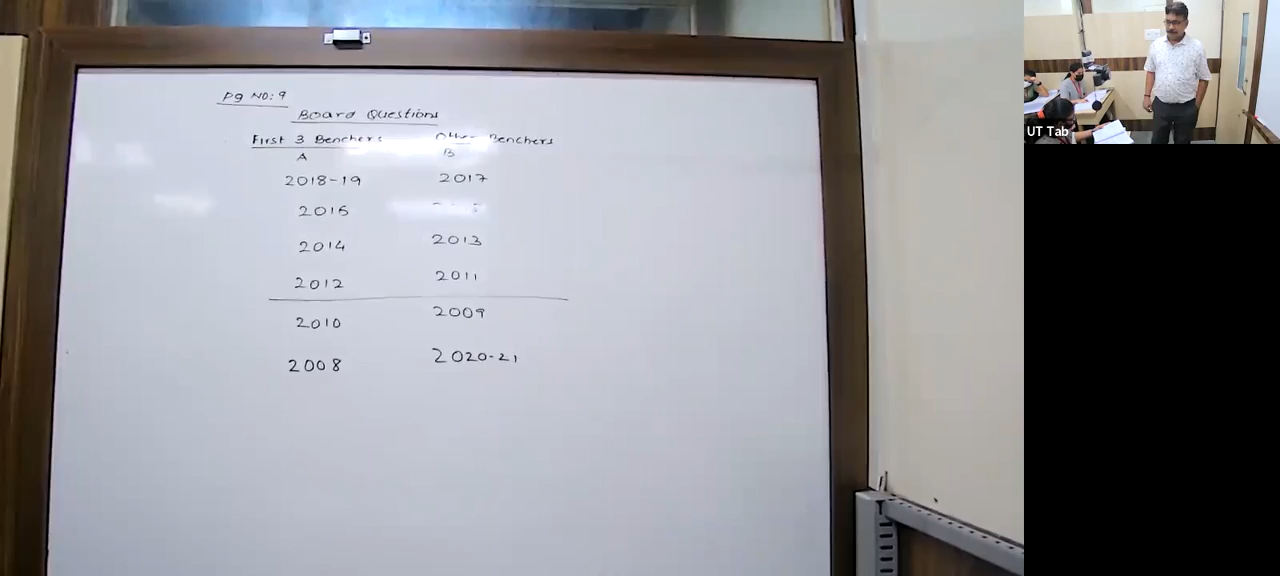 Pg NO: 9
Board Questions
First 3 Benchers Other Benchers
A B
2018-19 2017
2016
2014 2013
2012 2011
2010 2009
2008 2020-21
UT Tab